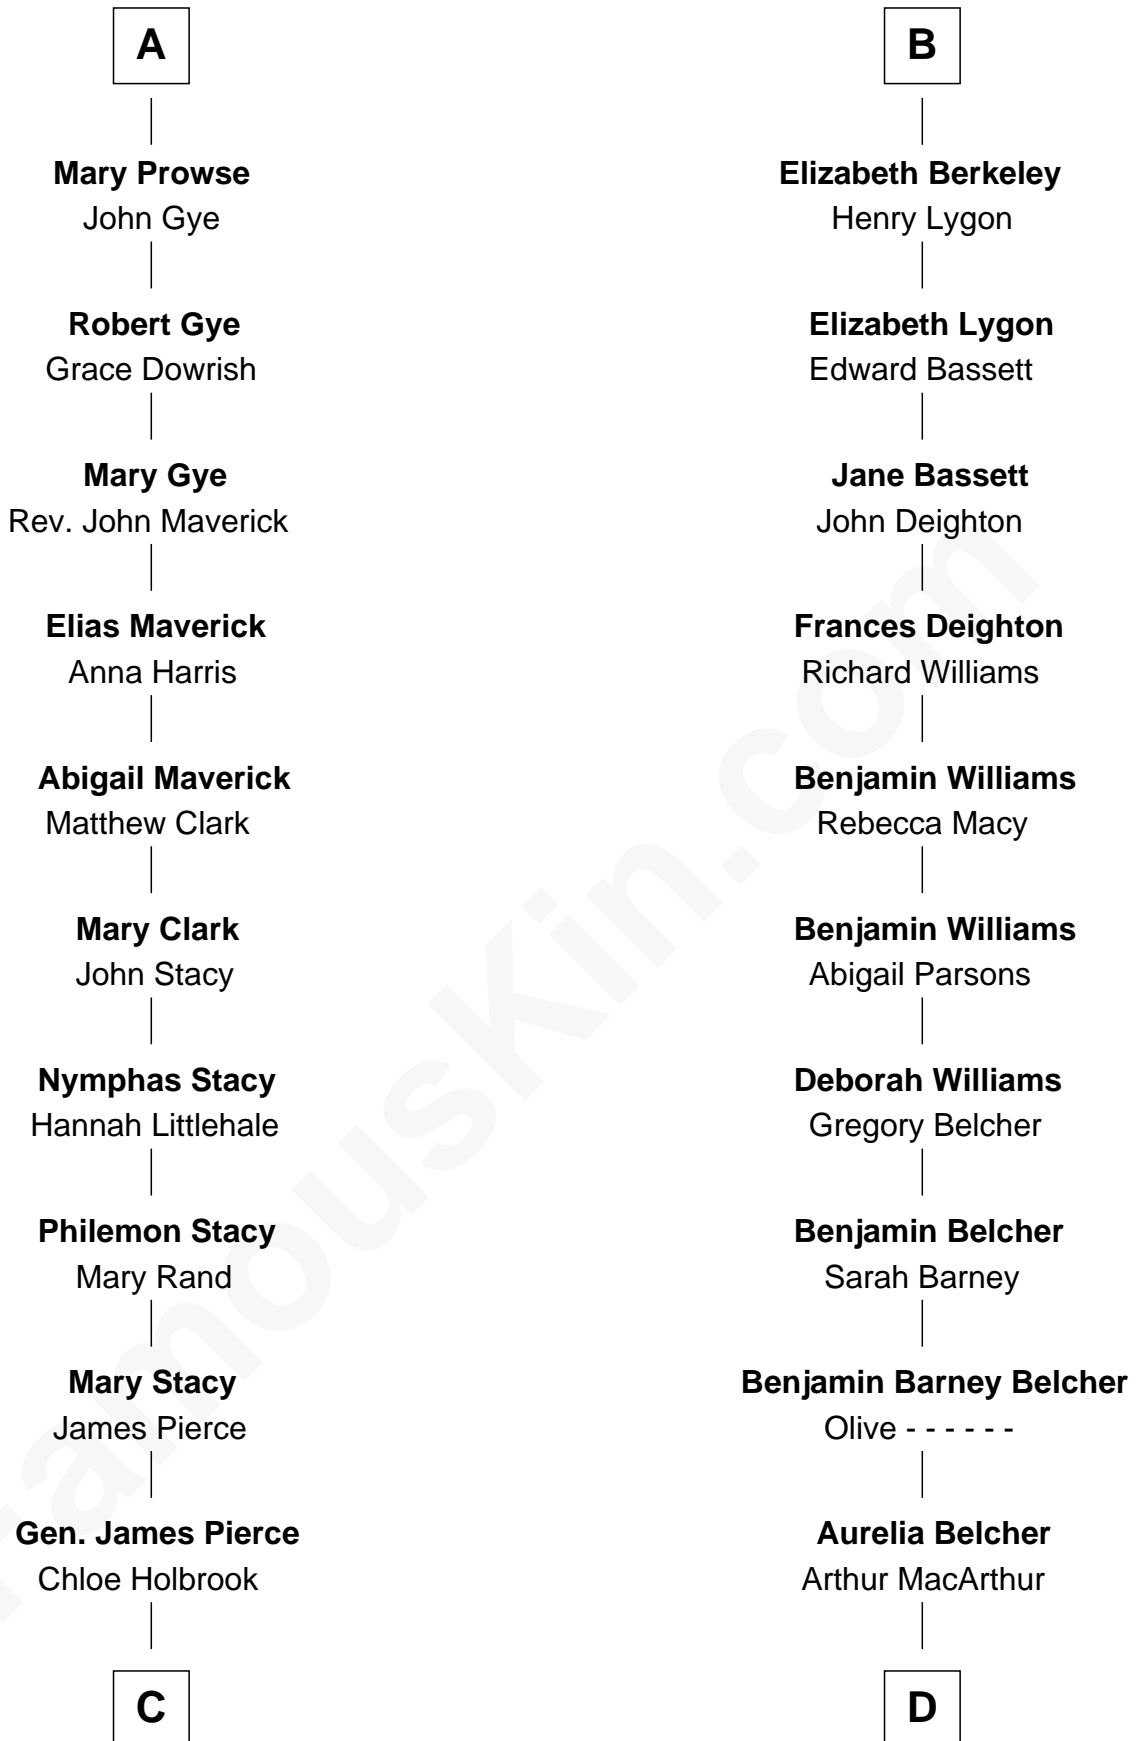 A
Mary Prowse
John Gye
Robert Gye
Grace Dowrish
Mary Gye
Rev. John Maverick
Elias Maverick
Anna Harris
Abigail Maverick
Matthew Clark
Mary Clark
John Stacy
Nymphas Stacy
Hannah Littlehale
Philemon Stacy
Mary Rand
Mary Stacy
James Pierce
Gen. James Pierce
Chloe Holbrook
C
B
Elizabeth Berkeley
Henry Lygon
Elizabeth Lygon
Edward Bassett
Jane Bassett
John Deighton
Frances Deighton
Richard Williams
Benjamin Williams
Rebecca Macy
Benjamin Williams
Abigail Parsons
Deborah Williams
Gregory Belcher
Benjamin Belcher
Sarah Barney
Benjamin Barney Belcher
Olive - - - - - -
Aurelia Belcher
Arthur MacArthur
D
FamousKin.com